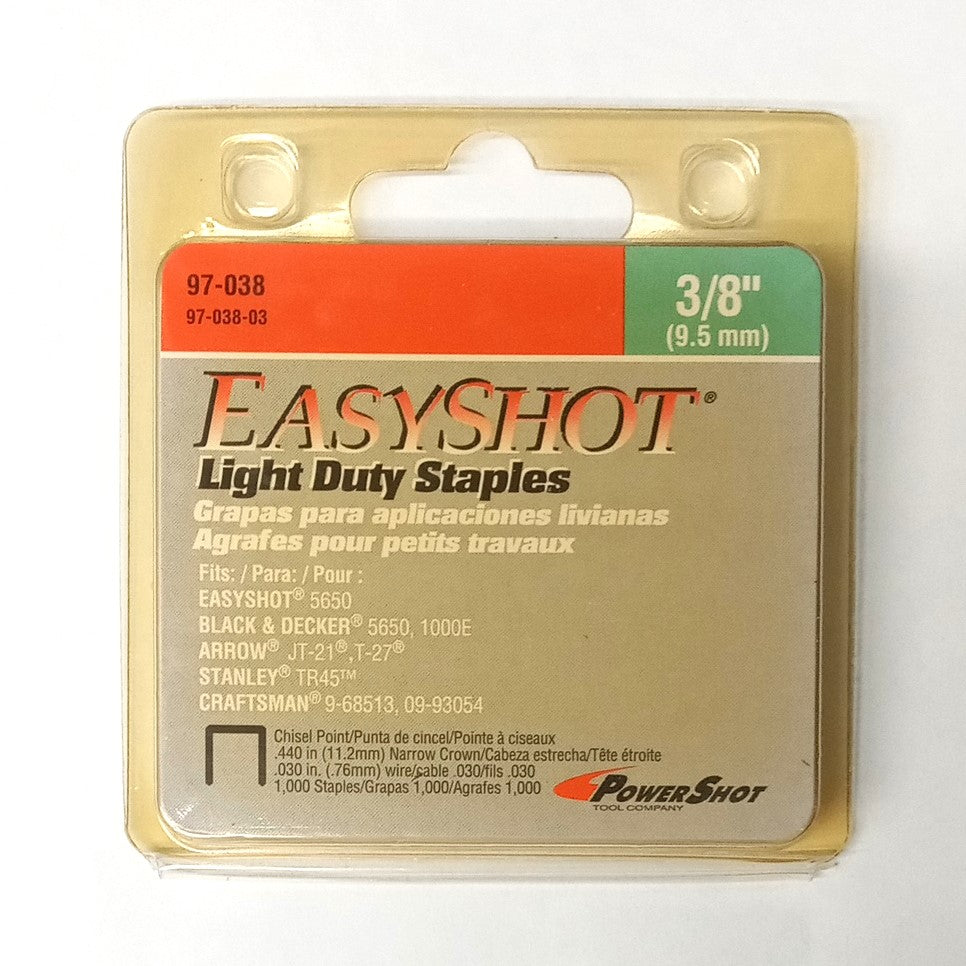 97-038
97-038-03
3/8"
(9.5 mm)
EASYSHOT®
Light Duty Staples
Grapas para aplicaciones livianas
Agrafes pour petits travaux
Fits: / Para: / Pour :
EASYSHOT® 5650
BLACK & DECKER® 5650, 1000E
ARROW® JT-21®,T-27®
STANLEY® TR45™
CRAFTSMAN® 9-68513, 09-93054
Chisel Point/Punta de cincel/Pointe à ciseaux
.440 in (11.2mm) Narrow Crown/Cabeza estrecha/Tête étroite
.030 in. (.76mm) wire/cable .030/fils .030
1,000 Staples/Grapas 1,000/Agrafes 1,000
POWERSHOT
TOOL COMPANY